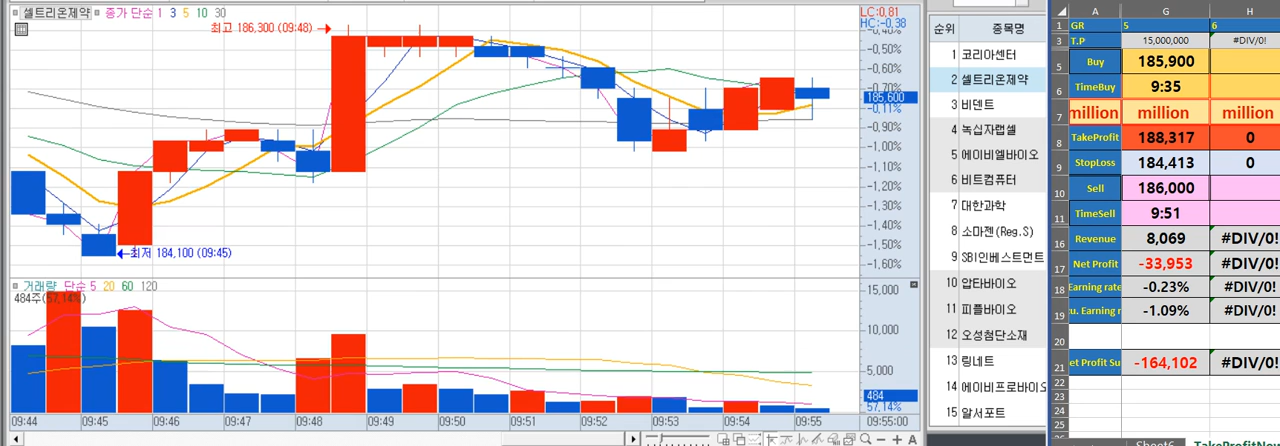 셀트리온제약 종가 단순 1 3 5 10 30
최고 186,300 (09:48)
최저 184,100 (09:45)
LC:0,81
HC:-0,38
-0,40%
-0,50%
-0,60%
-0,70%
185,600
-0,11%
-0,90%
-1,00%
-1,10%
-1,20%
-1,30%
-1,40%
-1,50%
-1,60%
거래량 단순 5 20 60 120
484주(57,14%)
15,000
10,000
5,000
484
57,14%
09:44 09:45 09:46 09:47 09:48 09:49 09:50 09:51 09:52 09:53 09:54 09:55 09:55:00
순위 종목명
1 코리아센터
2 셀트리온제약
3 비덴트
4 녹십자랩셀
5 에이비엘바이오
6 비트컴퓨터
7 대한과학
8 소마젠(Reg.S)
9 SBI인베스트먼트
10 압타바이오
11 피플바이오
12 오성첨단소재
13 링네트
14 에이피로바이오
15 알서포트
A G H
1 GR 5 6
3 T.P 15,000,000 #DIV/0!
5 Buy 185,900
6 TimeBuy 9:35
7 million million million
8 TakeProfit 188,317 0
9 StopLoss 184,413 0
10 Sell 186,000
11 TimeSell 9:51
16 Revenue 8,069 #DIV/0!
17 Net Profit -33,953 #DIV/0!
18 Earning rate -0.23% #DIV/0!
19 u. Earning r -1.09% #DIV/0!
20
21 et Profit Su -164,102 #DIV/0!
22
23
24
25
Sheet6 TakeProfitNow